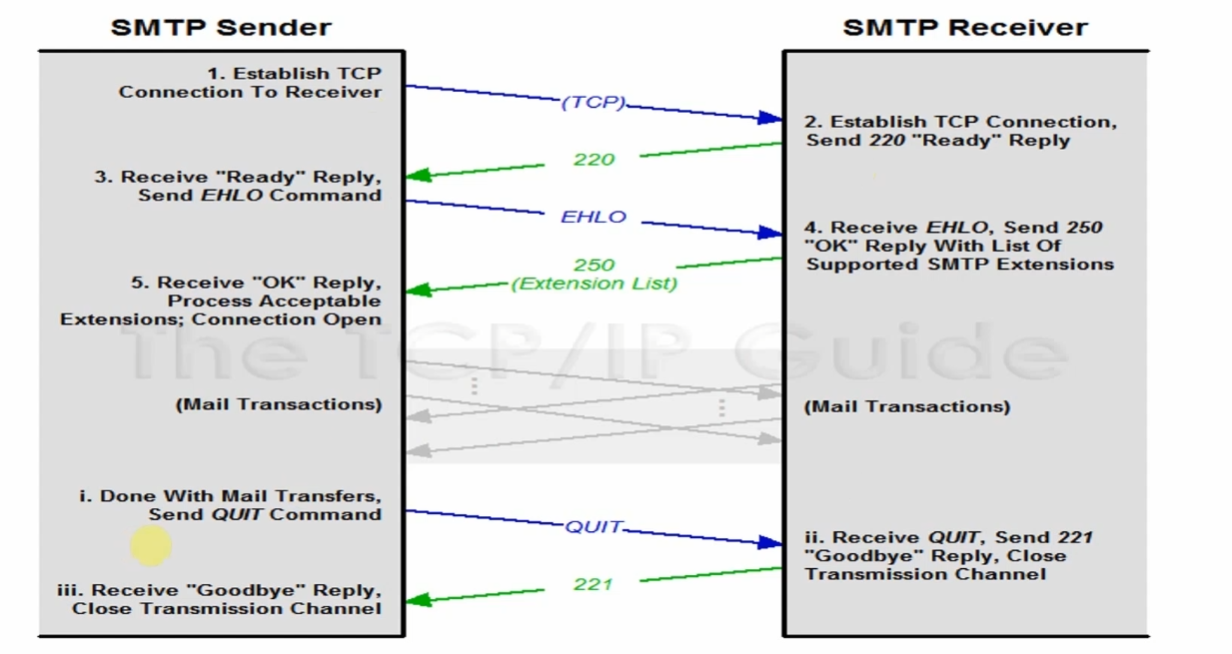 SMTP Sender
SMTP Receiver
1. Establish TCP
Connection To Receiver
(TCP)
2. Establish TCP Connection,
Send 220 "Ready" Reply
220
3. Receive "Ready" Reply,
Send EHLO Command
EHLO
4. Receive EHLO, Send 250
"OK" Reply With List Of
Supported SMTP Extensions
250
(Extension List)
5. Receive "OK" Reply,
Process Acceptable
Extensions; Connection Open
The TCP/IP Guide
(Mail Transactions)
(Mail Transactions)
i. Done With Mail Transfers,
Send QUIT Command
QUIT
ii. Receive QUIT, Send 221
"Goodbye" Reply, Close
Transmission Channel
221
iii. Receive "Goodbye" Reply,
Close Transmission Channel